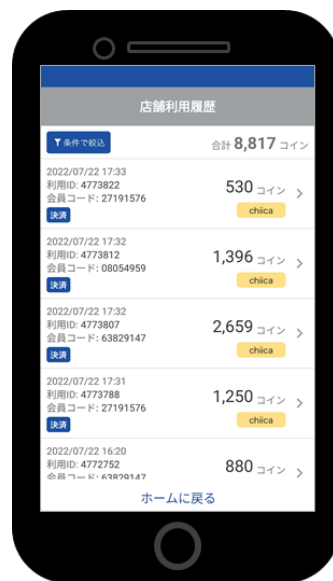 店舗利用履歴
条件で絞込
合計 8,817 コイン
2022/07/22 17:33
利用ID: 4773822
530 コイン
会員コード: 27191576
決済
chiica
2022/07/22 17:32
利用ID: 4773812
1,396 コイン
会員コード: 08054959
決済
chiica
2022/07/22 17:32
利用ID: 4773807
2,659 コイン
会員コード: 63829147
決済
chiica
2022/07/22 17:31
利用ID: 4773788
1,250 コイン
会員コード: 27191576
決済
chiica
2022/07/22 16:20
利用ID: 4772752
880 コイン
会員コード: 63829147
ホームに戻る